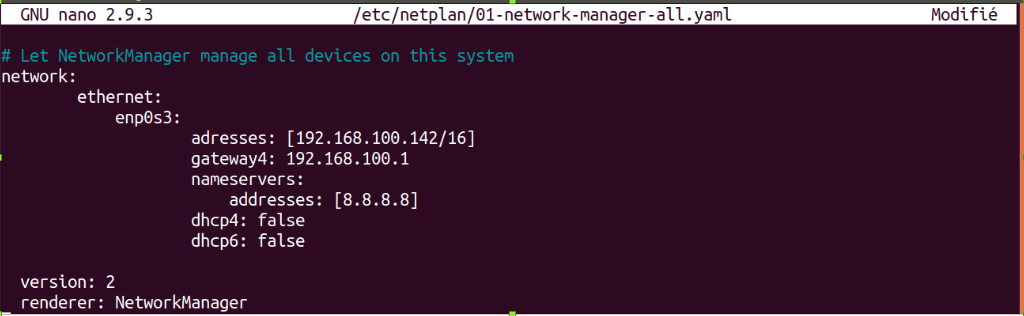 GNU nano 2.9.3 /etc/netplan/01-network-manager-all.yaml Modifié
# Let NetworkManager manage all devices on this system
network:
        ethernet:
            enp0s3:
                    adresses: [192.168.100.142/16]
                    gateway4: 192.168.100.1
                    nameservers:
                        addresses: [8.8.8.8]
                    dhcp4: false
                    dhcp6: false
  version: 2
  renderer: NetworkManager